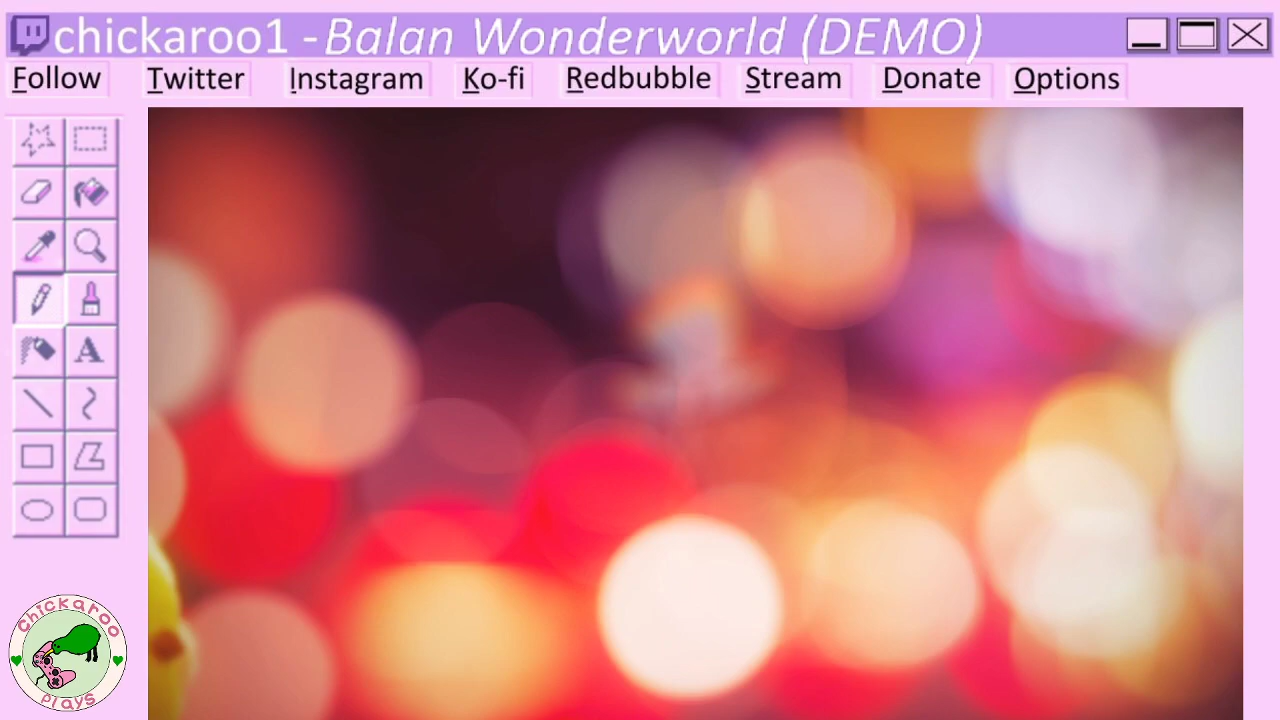 chickaroo1 - Balan Wonderworld (DEMO)
Follow Twitter Instagram Ko-fi Redbubble Stream Donate Options
A
Chickaroo
plays